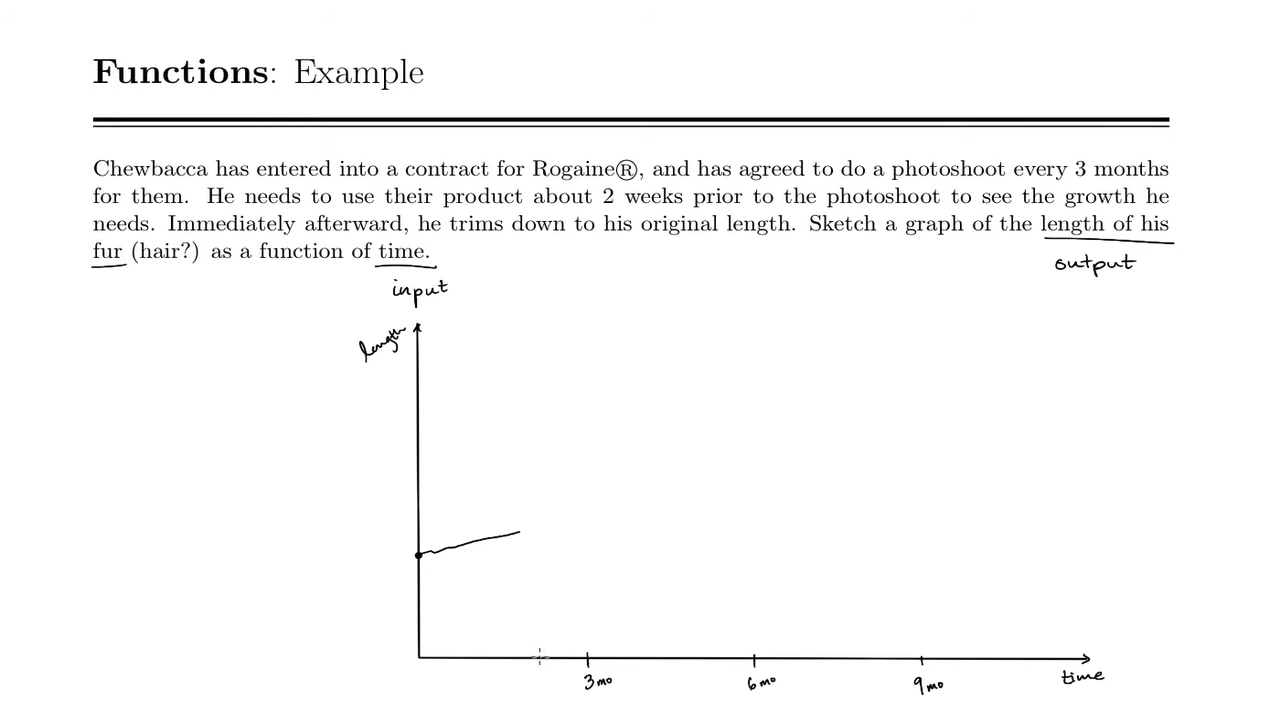 Functions: Example
Chewbacca has entered into a contract for Rogaine®, and has agreed to do a photoshoot every 3 months
for them. He needs to use their product about 2 weeks prior to the photoshoot to see the growth he
needs. Immediately afterward, he trims down to his original length. Sketch a graph of the length of his
fur (hair?) as a function of time.
output
input
length
3mo
6mo
9mo
time